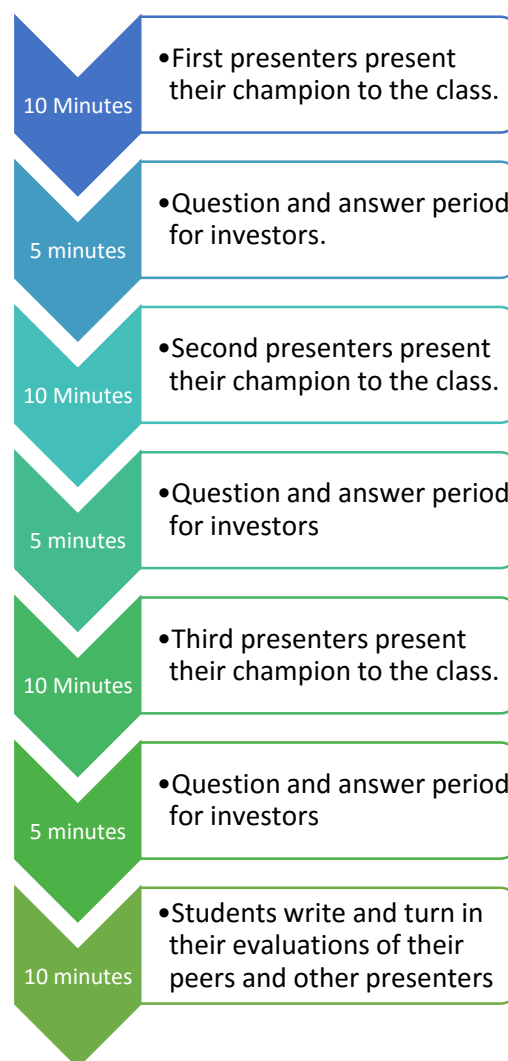 10 Minutes
•First presenters present
their champion to the class.
5 minutes
•Question and answer period
for investors.
10 Minutes
•Second presenters present
their champion to the class.
5 minutes
•Question and answer period
for investors
10 Minutes
•Third presenters present
their champion to the class.
5 minutes
•Question and answer period
for investors
10 minutes
•Students write and turn in
their evaluations of their
peers and other presenters